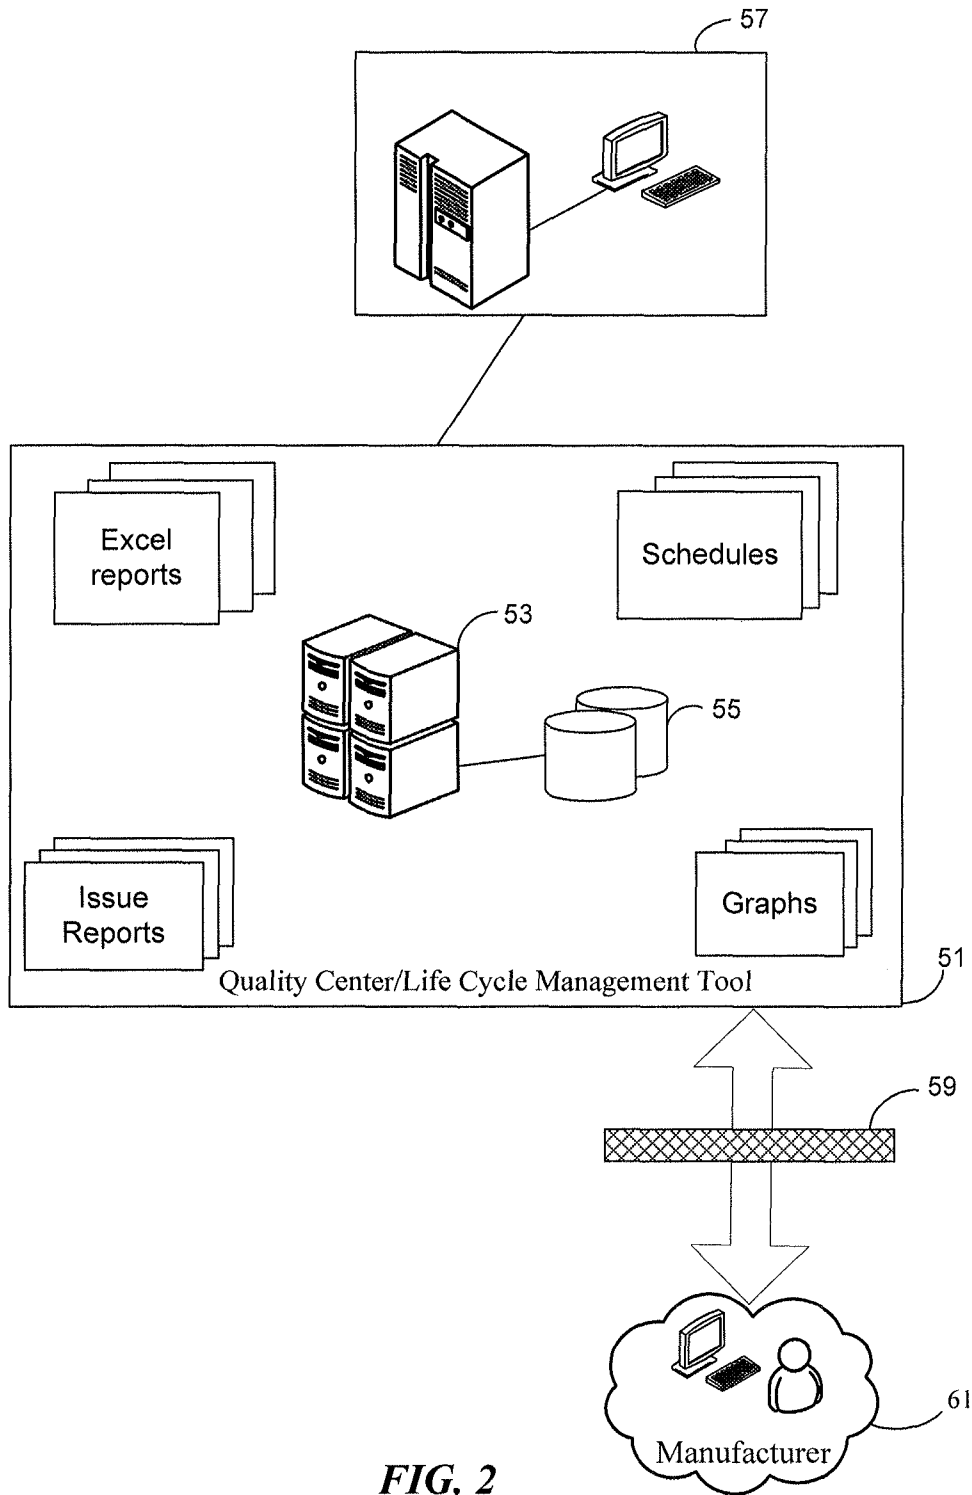 57
Excel
reports
Schedules
53
55
Issue
Reports
Graphs
Quality Center/Life Cycle Management Tool
51
59
61
Manufacturer
FIG. 2